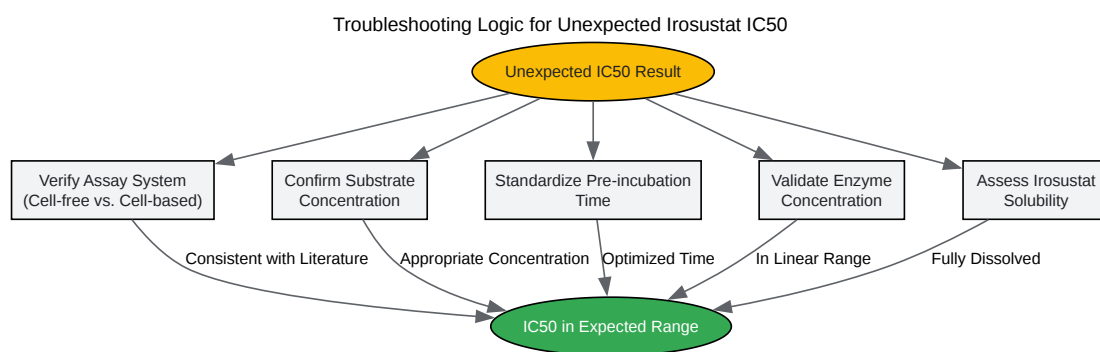 Troubleshooting Logic for Unexpected Irosustat IC50
Unexpected IC50 Result
Verify Assay System
(Cell-free vs. Cell-based)
Confirm Substrate
Concentration
Standardize Pre-incubation
Time
Validate Enzyme
Concentration
Assess Irosustat
Solubility
Consistent with Literature
Appropriate Concentration
Optimized Time
In Linear Range
Fully Dissolved
IC50 in Expected Range